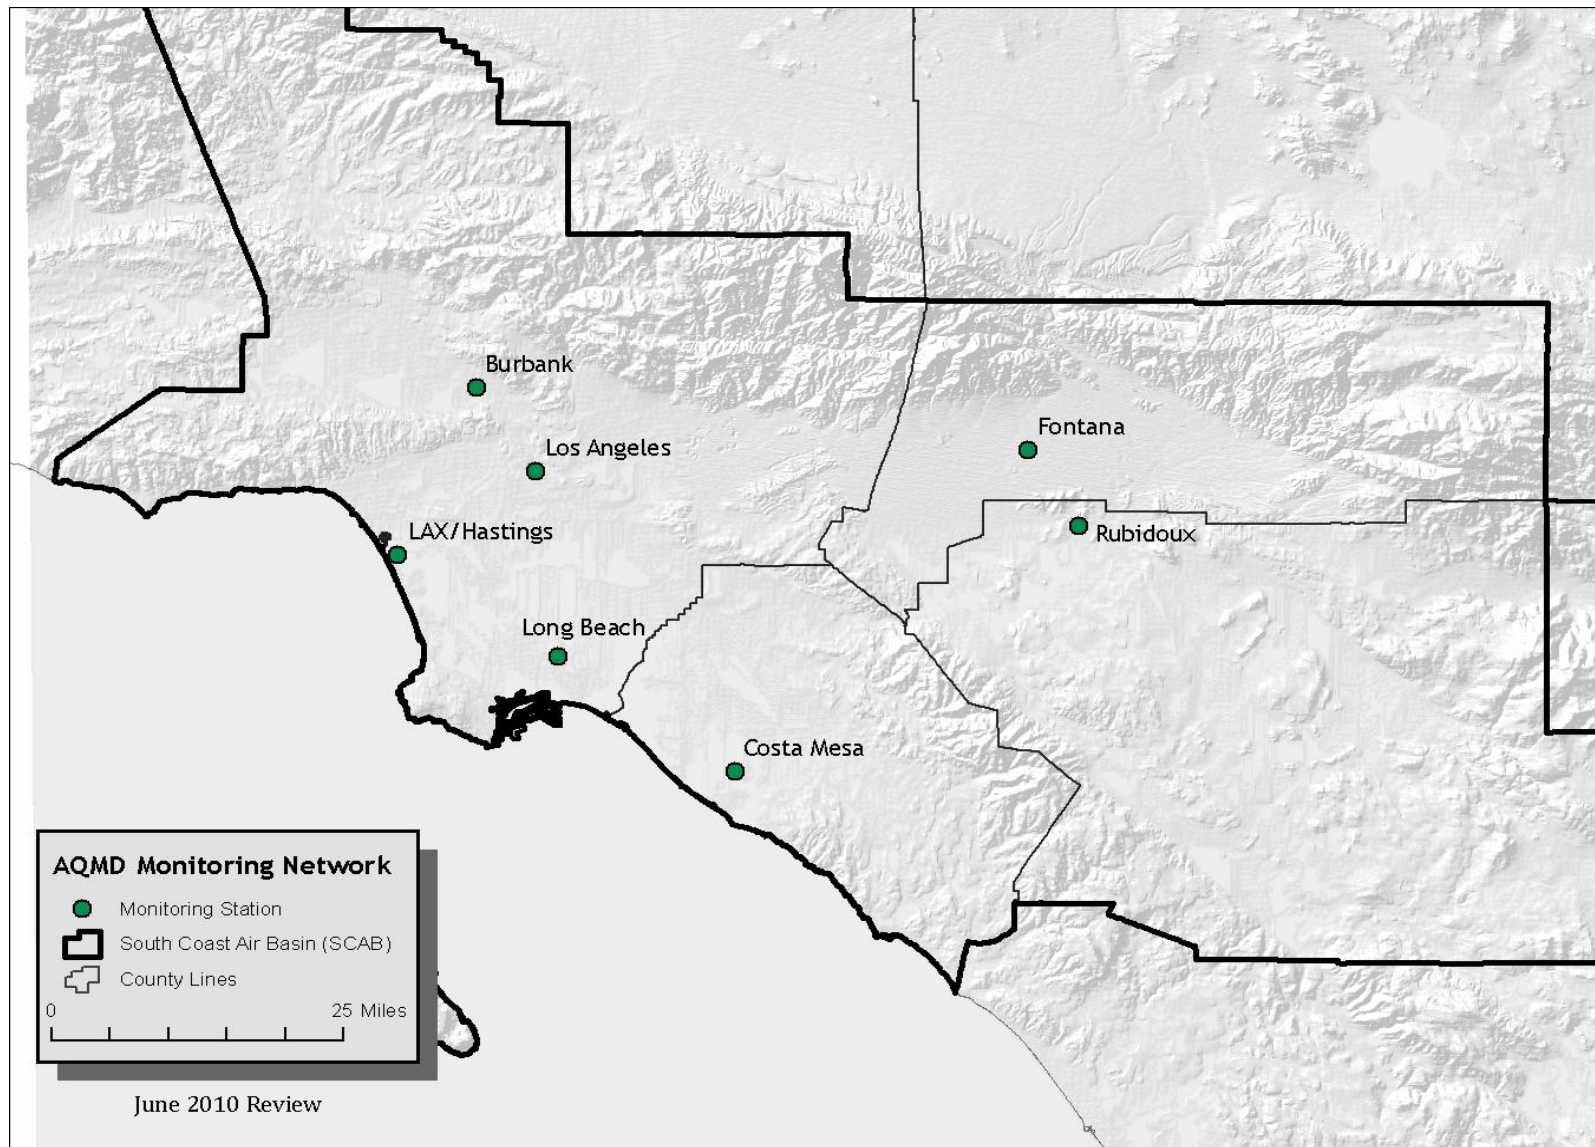 Burbank
Los Angeles
Fontana
LAX/Hastings
Rubidoux
Long Beach
Costa Mesa
AQMD Monitoring Network
Monitoring Station
South Coast Air Basin (SCAB)
County Lines
0 25 Miles
June 2010 Review